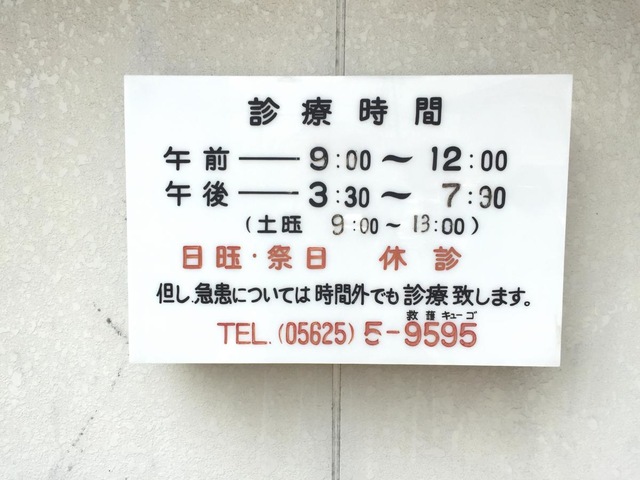 診療時間
午前 ― 9:00 ～ 12:00
午後 ― 3:30 ～ 7:30
(土旺 9:00 ～ 13:00)
日旺・祭日 休診
但し.急患については時間外でも診療致します。
救護キューゴ
TEL.(05625) 5-9595